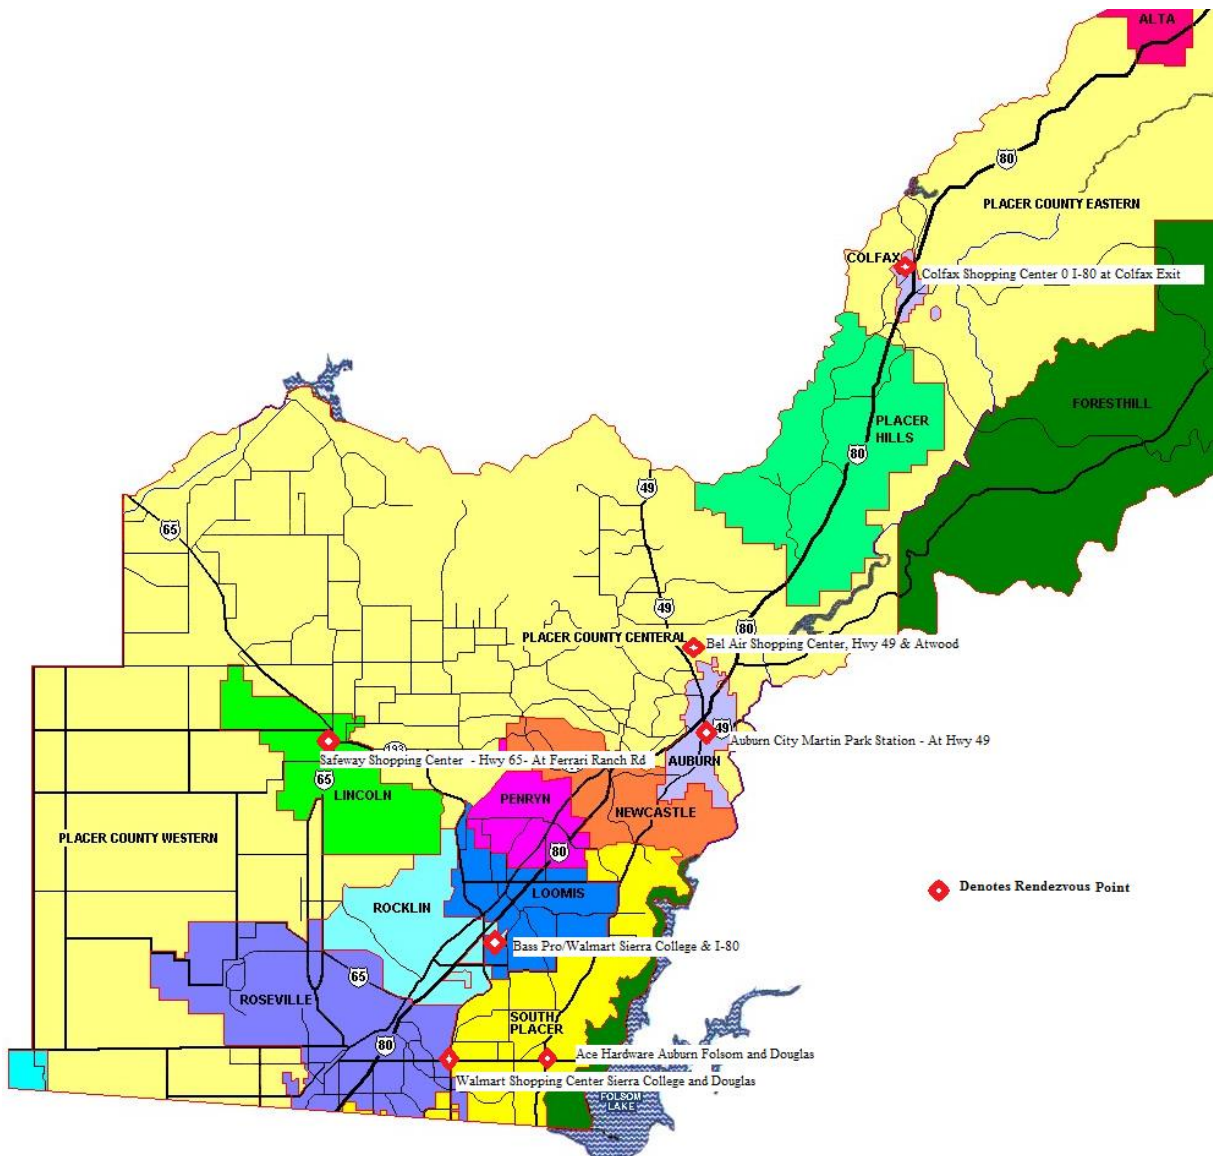 ALTA
80
PLACER COUNTY EASTERN
COLFAX
Colfax Shopping Center 0 I-80 at Colfax Exit
FORESTHILL
PLACER
HILLS
80
49
65
49
80
PLACER COUNTY CENTRAL
Bel Air Shopping Center, Hwy 49 & Atwood
49
Auburn City Martin Park Station - At Hwy 49
193
Safeway Shopping Center - Hwy 65- At Ferrari Ranch Rd
AUBURN
65
LINCOLN
PENRYN
NEWCASTLE
PLACER COUNTY WESTERN
80
LOOMIS
Denotes Rendezvous Point
ROCKLIN
Bass Pro/Walmart Sierra College & I-80
65
ROSEVILLE
SOUTH
PLACER
80
Ace Hardware Auburn Folsom and Douglas
Walmart Shopping Center Sierra College and Douglas
FOLSOM
LAKE